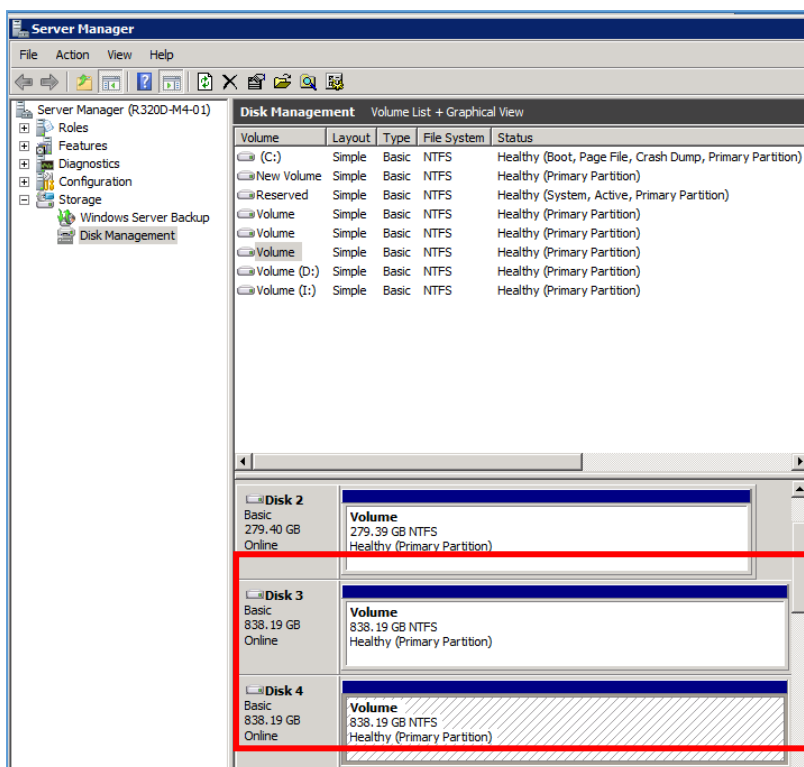 Server Manager
File Action View Help
Server Manager (R320D-M4-01)
Roles
Features
Diagnostics
Configuration
Storage
Windows Server Backup
Disk Management
Disk Management Volume List + Graphical View
Volume Layout Type File System Status
(C:) Simple Basic NTFS Healthy (Boot, Page File, Crash Dump, Primary Partition)
New Volume Simple Basic NTFS Healthy (Primary Partition)
Reserved Simple Basic NTFS Healthy (System, Active, Primary Partition)
Volume Simple Basic NTFS Healthy (Primary Partition)
Volume Simple Basic NTFS Healthy (Primary Partition)
Volume Simple Basic NTFS Healthy (Primary Partition)
Volume (D:) Simple Basic NTFS Healthy (Primary Partition)
Volume (I:) Simple Basic NTFS Healthy (Primary Partition)
Disk 2
Basic
279.40 GB
Online
Volume
279.39 GB NTFS
Healthy (Primary Partition)
Disk 3
Basic
838.19 GB
Online
Volume
838.19 GB NTFS
Healthy (Primary Partition)
Disk 4
Basic
838.19 GB
Online
Volume
838.19 GB NTFS
Healthy (Primary Partition)